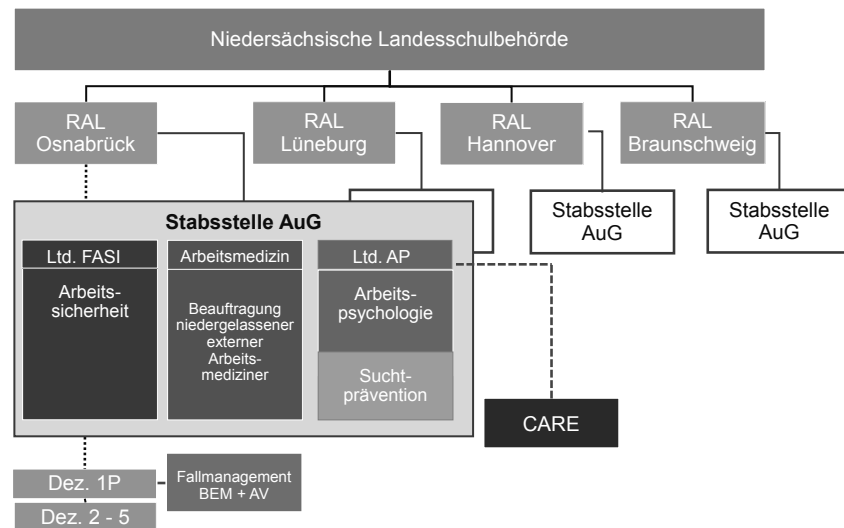 Niedersächsische Landesschulbehörde
RAL
Osnabrück
RAL
Lüneburg
RAL
Hannover
RAL
Braunschweig
Stabsstelle AuG
Stabsstelle
AuG
Stabsstelle
AuG
Ltd. FASI
Arbeits-
sicherheit
Arbeitsmedizin
Beauftragung
niedergelassener
externer
Arbeits-
mediziner
Ltd. AP
Arbeits-
psychologie
Sucht-
prävention
CARE
Dez. 1P
Fallmanagement
BEM + AV
Dez. 2 - 5